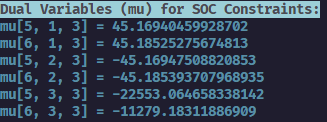 Dual Variables (mu) for SOC Constraints:
mu[5, 1, 3] = 45.16940459928702
mu[6, 1, 3] = 45.18525275674813
mu[5, 2, 3] = -45.16947508820853
mu[6, 2, 3] = -45.185393707968935
mu[5, 3, 3] = -22553.064658338142
mu[6, 3, 3] = -11279.18311886909